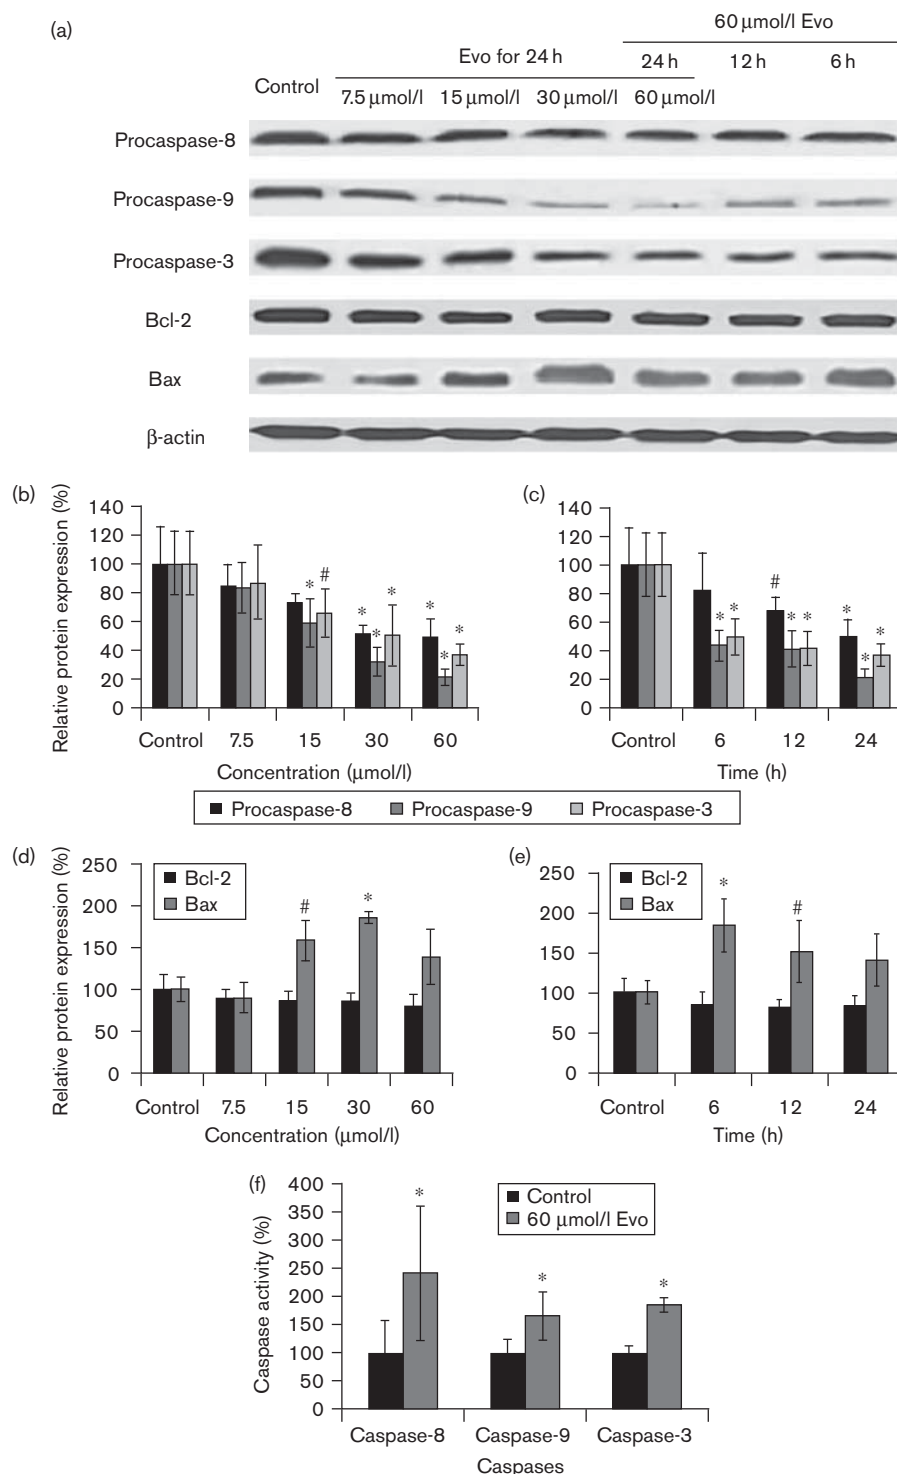 (a)
60 μmol/l Evo
Evo for 24 h
24 h 12 h 6 h
Control
7.5 μmol/l 15 μmol/l 30 μmol/l 60 μmol/l
Procaspase-8
Procaspase-9
Procaspase-3
Bcl-2
Bax
β-actin
(b)
Relative protein expression (%)
140
120
100
80
60
40
20
0
* # * * * * * *
Control 7.5 15 30 60
Concentration (μmol/l)
(c)
140
120
100
80
60
40
20
0
* * # * * * * *
Control 6 12 24
Time (h)
Procaspase-8 Procaspase-9 Procaspase-3
(d)
Relative protein expression (%)
250
200
150
100
50
0
Bcl-2
Bax
# *
Control 7.5 15 30 60
Concentration (μmol/l)
(e)
250
200
150
100
50
0
Bcl-2
Bax
* #
Control 6 12 24
Time (h)
(f)
Caspase activity (%)
400
350
300
250
200
150
100
50
0
Control
60 μmol/l Evo
* * *
Caspase-8 Caspase-9 Caspase-3
Caspases